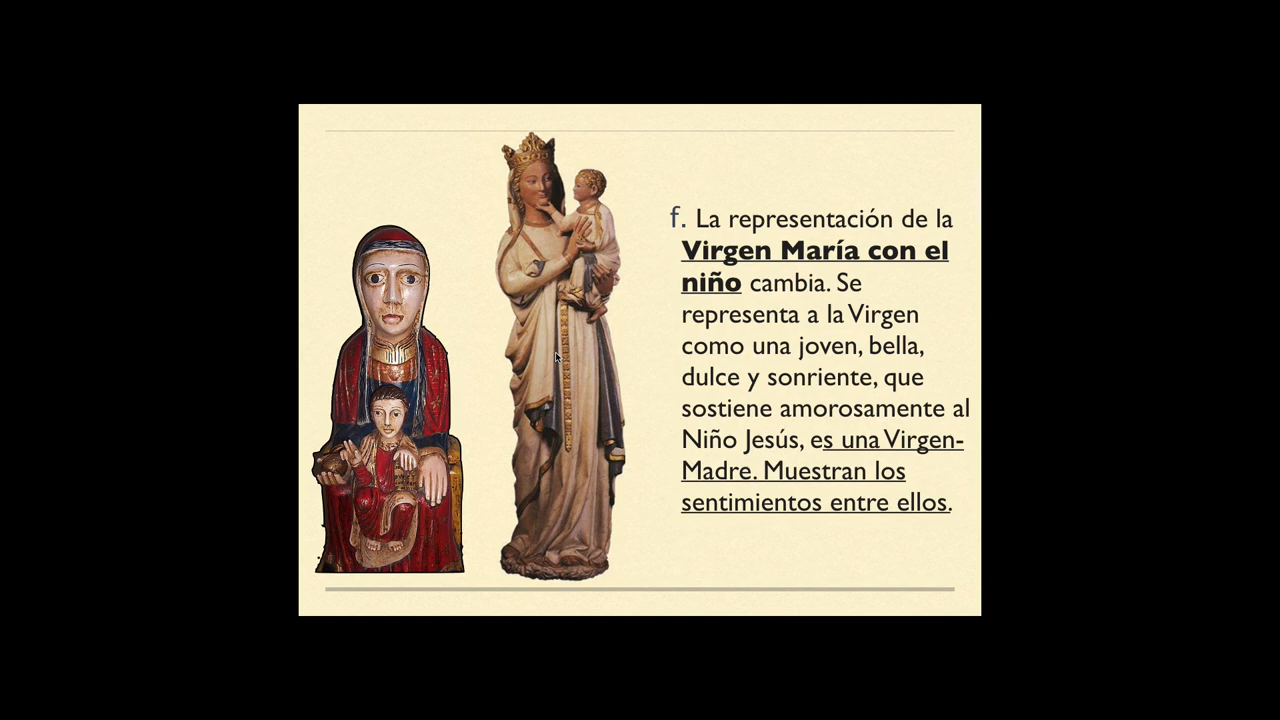 f. La representación de la
Virgen María con el
niño cambia. Se
representa a la Virgen
como una joven, bella,
dulce y sonriente, que
sostiene amorosamente al
Niño Jesús, es una Virgen-
Madre. Muestran los
sentimientos entre ellos.